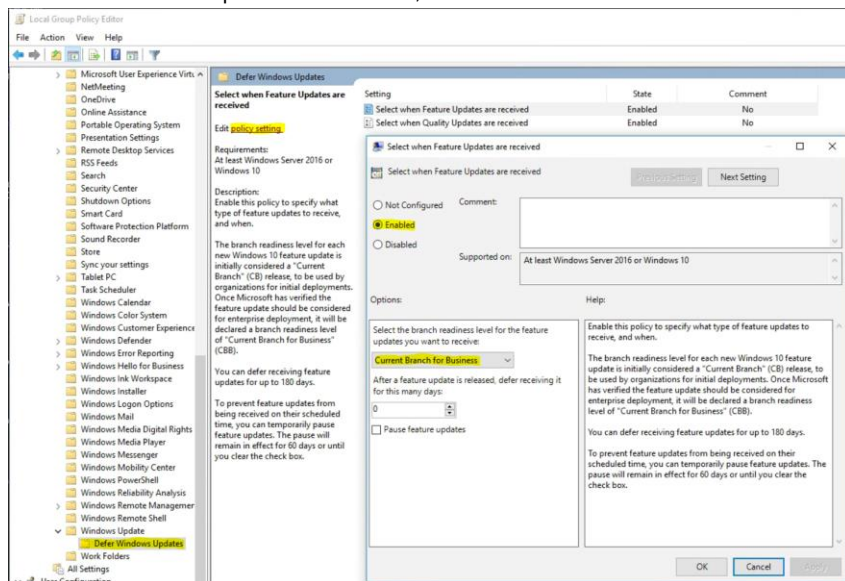 Local Group Policy Editor
File Action View Help
Microsoft User Experience Virtu
NetMeeting
OneDrive
Online Assistance
Portable Operating System
Presentation Settings
Remote Desktop Services
RSS Feeds
Search
Security Center
Shutdown Options
Smart Card
Software Protection Platform
Sound Recorder
Store
Sync your settings
Tablet PC
Task Scheduler
Windows Calendar
Windows Color System
Windows Customer Experience
Windows Defender
Windows Error Reporting
Windows Hello for Business
Windows Ink Workspace
Windows Installer
Windows Logon Options
Windows Mail
Windows Media Digital Rights
Windows Media Player
Windows Messenger
Windows Mobility Center
Windows PowerShell
Windows Reliability Analysis
Windows Remote Managemer
Windows Remote Shell
Windows Update
Defer Windows Updates
Work Folders
All Settings
Defer Windows Updates
Select when Feature Updates are
received
Edit policy setting
Requirements:
At least Windows Server 2016 or
Windows 10
Description:
Enable this policy to specify what
type of feature updates to receive,
and when.
The branch readiness level for each
new Windows 10 feature update is
initially considered a "Current
Branch" (CB) release, to be used by
organizations for initial deployments.
Once Microsoft has verified the
feature update should be considered
for enterprise deployment, it will be
declared a branch readiness level
of "Current Branch for Business"
(CBB).
You can defer receiving feature
updates for up to 180 days.
To prevent feature updates from
being received on their scheduled
time, you can temporarily pause
feature updates. The pause will
remain in effect for 60 days or until
you clear the check box.
Setting State Comment
Select when Feature Updates are received Enabled No
Select when Quality Updates are received Enabled No
Select when Feature Updates are received
Select when Feature Updates are received
Previous Setting Next Setting
Not Configured Comment:
Enabled
Disabled
Supported on: At least Windows Server 2016 or Windows 10
Options: Help:
Select the branch readiness level for the feature
updates you want to receive:
Current Branch for Business
After a feature update is released, defer receiving it
for this many days:
0
Pause feature updates
Enable this policy to specify what type of feature updates to
receive, and when.
The branch readiness level for each new Windows 10 feature
update is initially considered a "Current Branch" (CB) release, to
be used by organizations for initial deployments. Once Microsoft
has verified the feature update should be considered for
enterprise deployment, it will be declared a branch readiness
level of "Current Branch for Business" (CBB).
You can defer receiving feature updates for up to 180 days.
To prevent feature updates from being received on their
scheduled time, you can temporarily pause feature updates. The
pause will remain in effect for 60 days or until you clear the
check box.
OK Cancel Apply